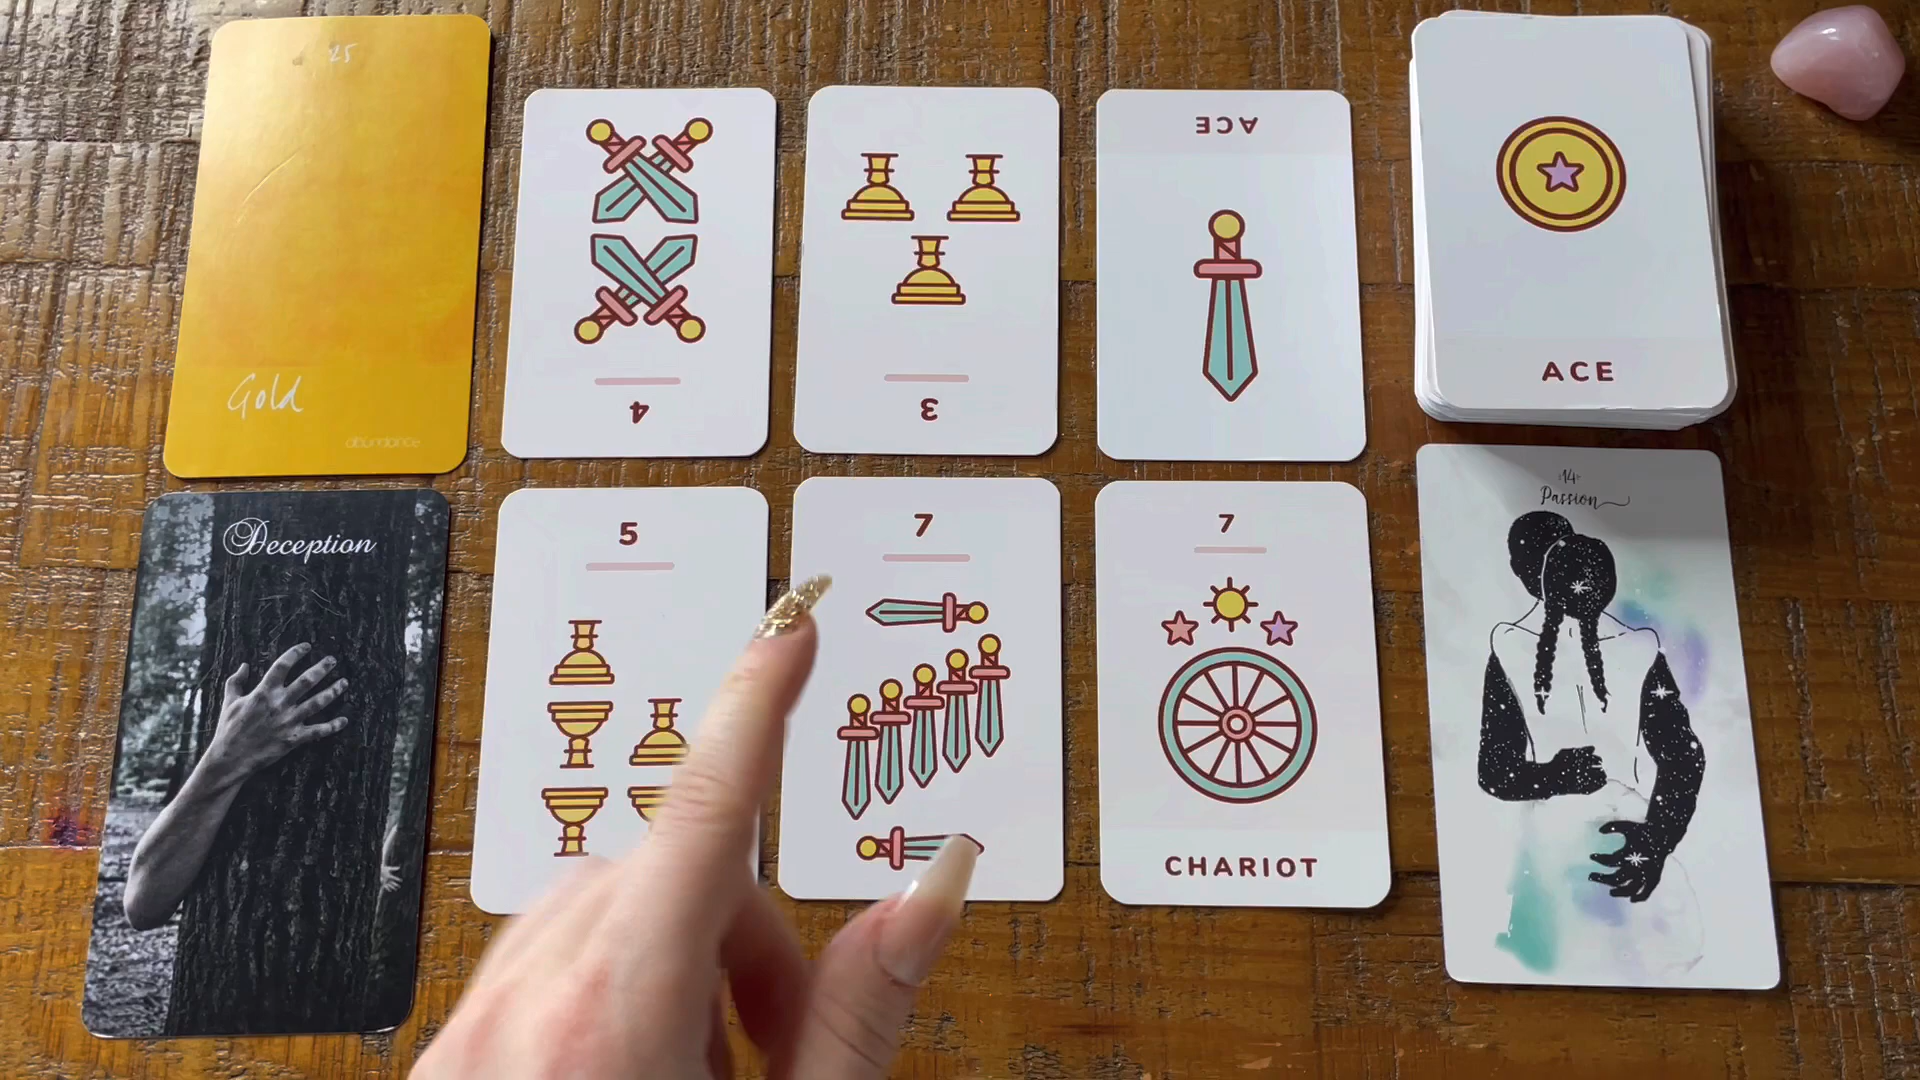 25
Gold
abundance
4
3
ACE
ACE
Deception
5
7
7
CHARIOT
14
Passion